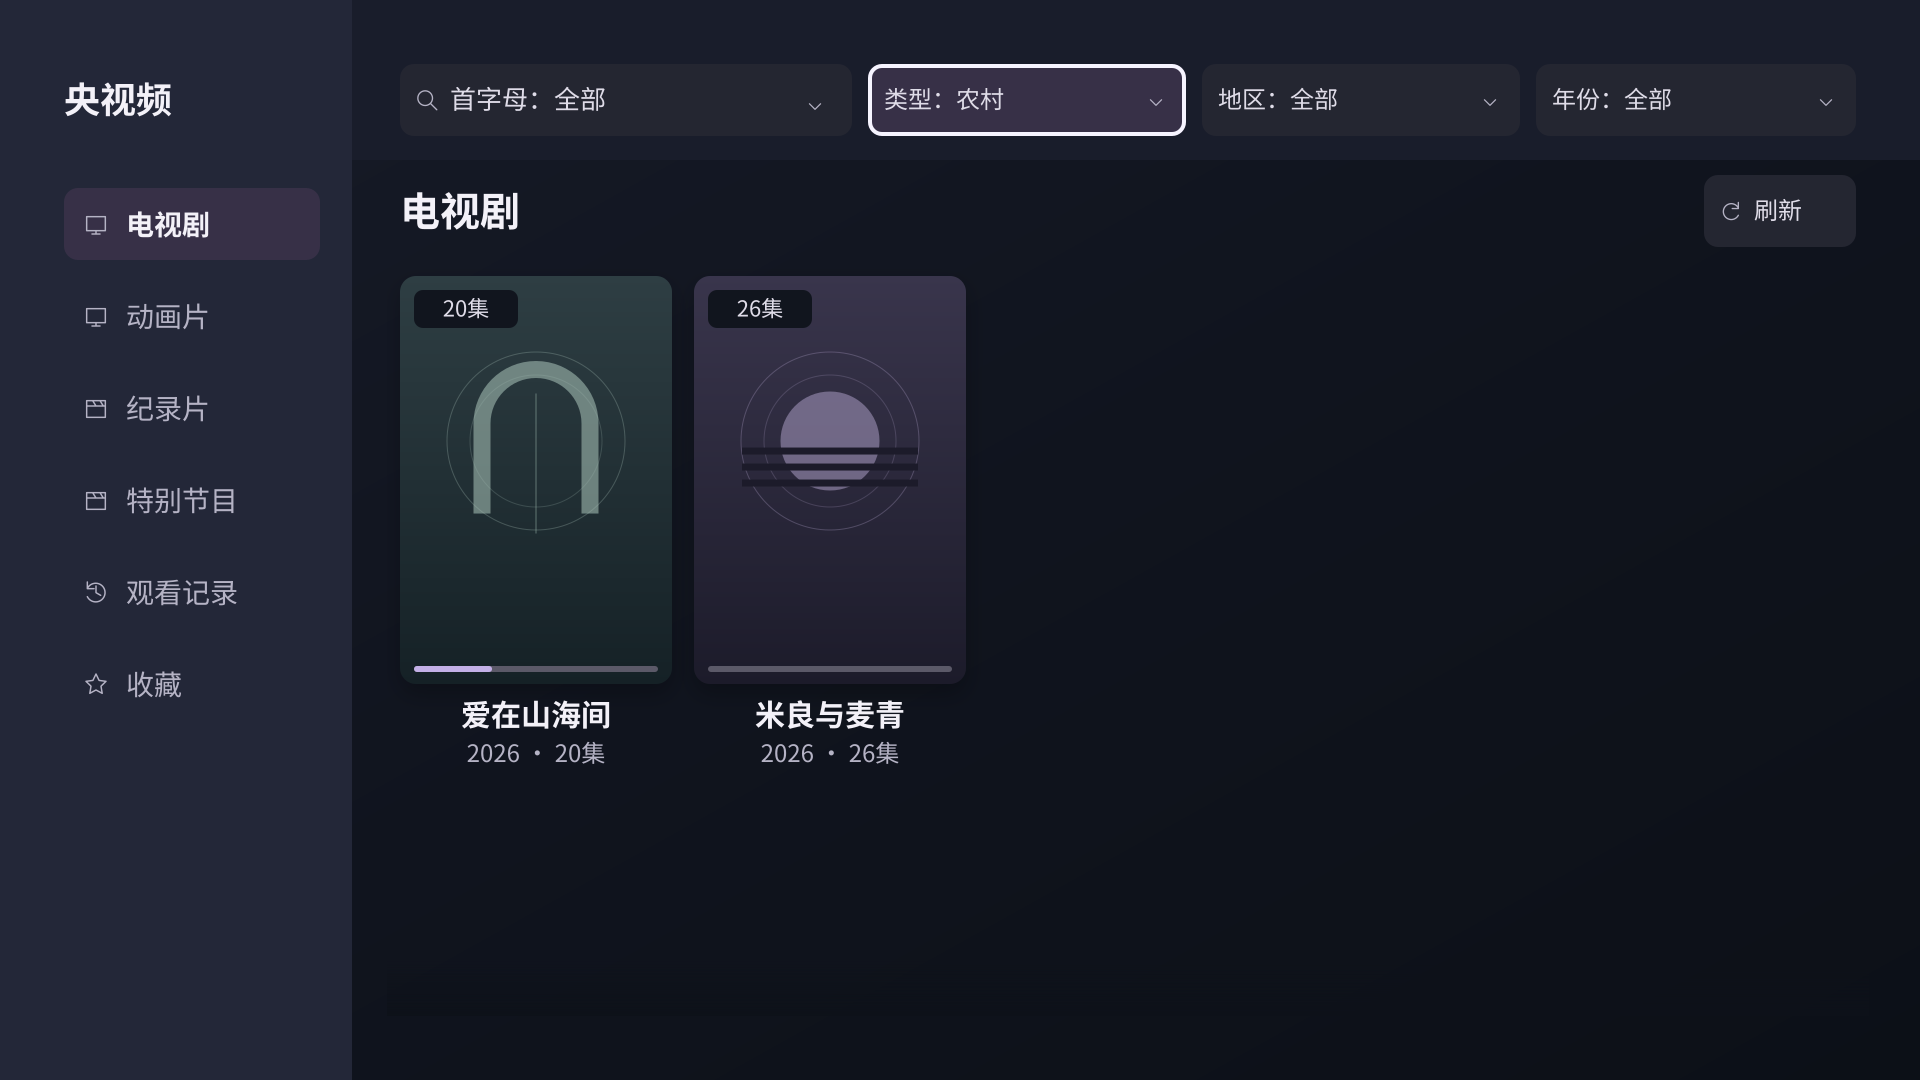 央视频
电视剧
动画片
纪录片
特别节目
观看记录
收藏
首字母：全部
类型：农村
地区：全部
年份：全部
电视剧
刷新
20集
26集
爱在山海间
2026 · 20集
米良与麦青
2026 · 26集